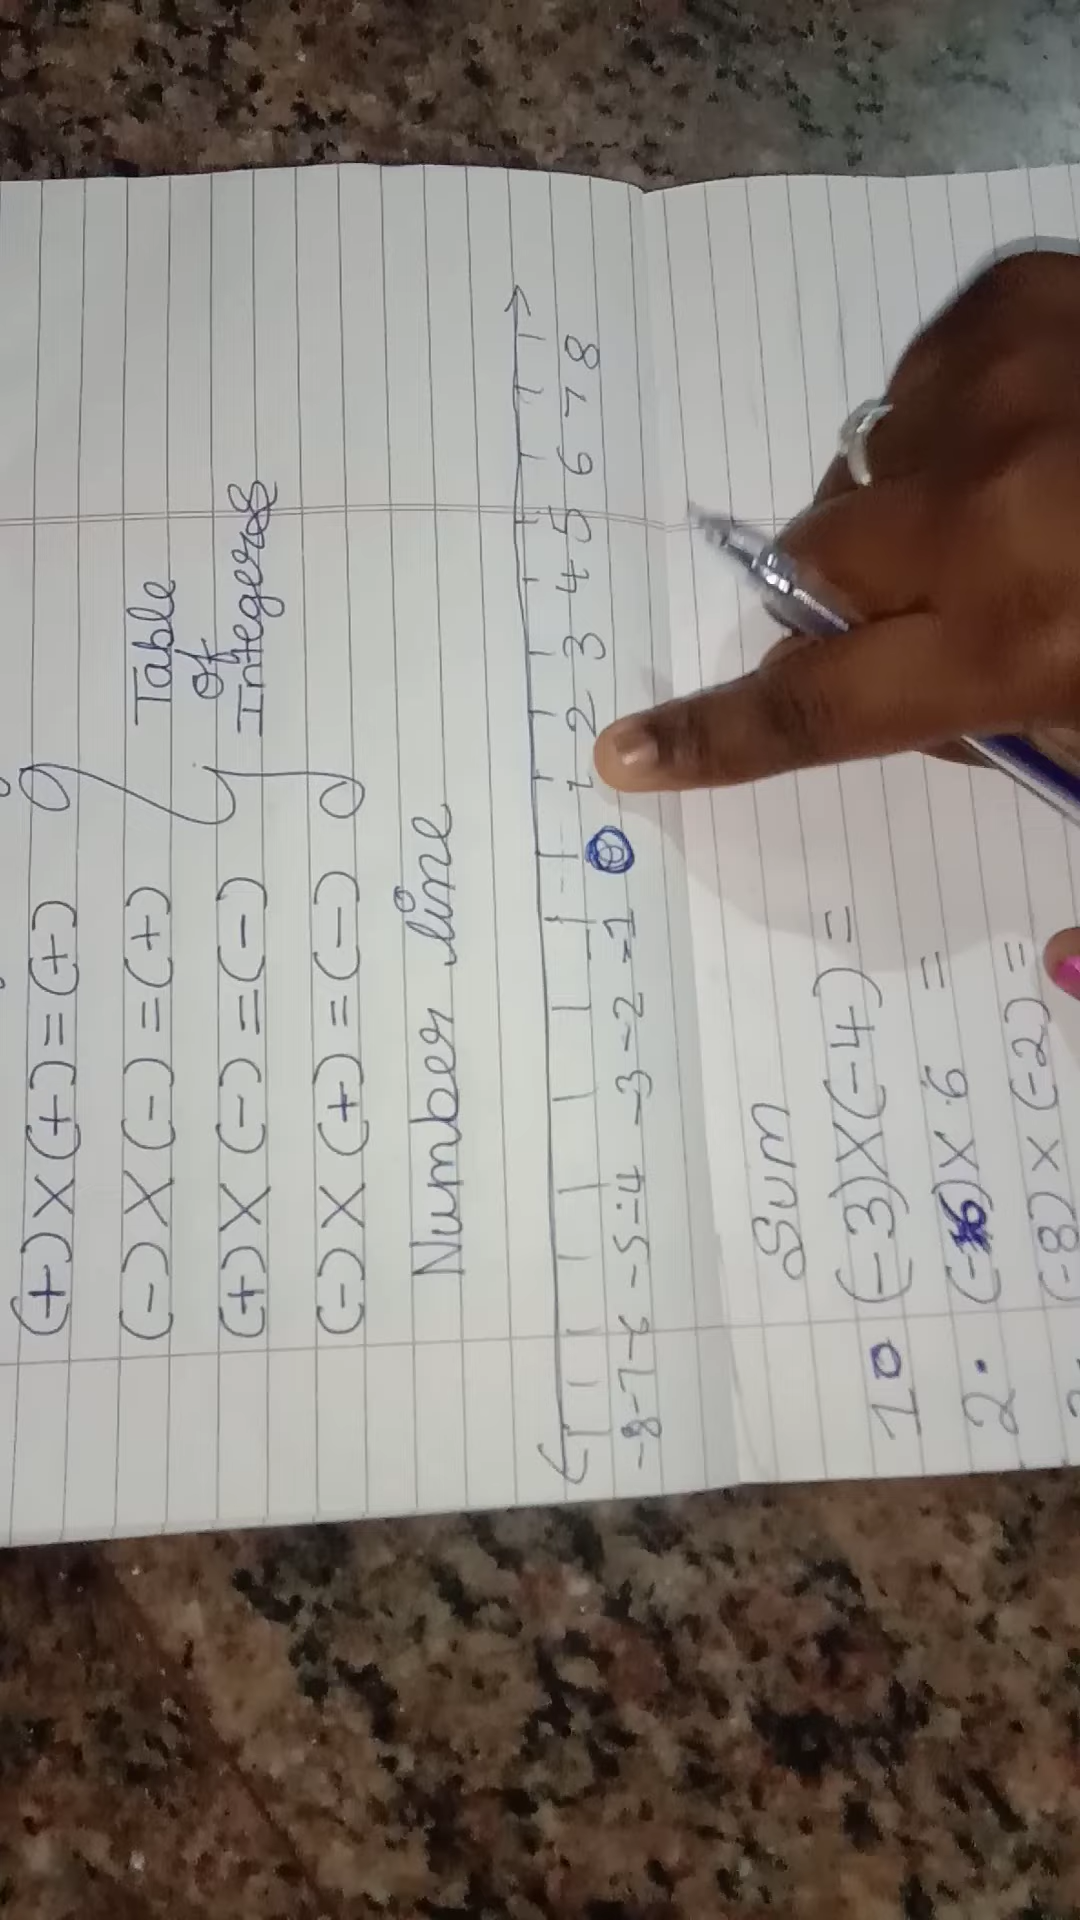 (+)×(+)=(+)
(-)×(-)=(+)
(+)×(-)=(-)
(-)×(+)=(-)
Table
of
Integers
Number line
-8 -7 -6 -5 -4 -3 -2 -1 0 1 2 3 4 5 6 7 8
Sum
1. (-3)×(-4)=
2. (-6)×6 =
(-8)×(-2)=